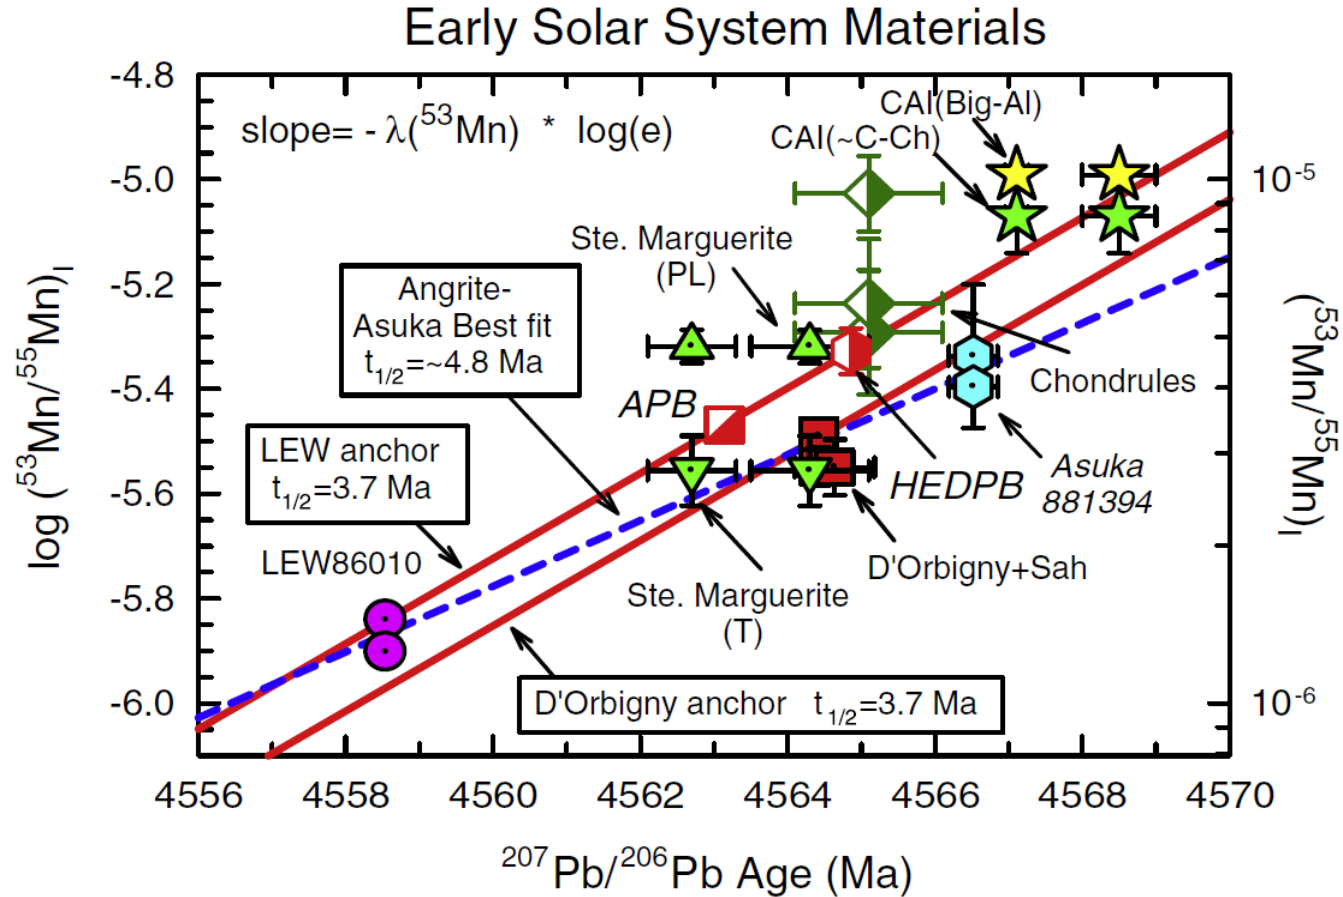 Early Solar System Materials
slope= - λ(⁵³Mn) * log(e)
CAI(Big-Al)
CAI(~C-Ch)
Ste. Marguerite
(PL)
Angrite-
Asuka Best fit
t₁/₂=~4.8 Ma
Chondrules
APB
LEW anchor
t₁/₂=3.7 Ma
HEDPB
Asuka
881394
LEW86010
D'Orbigny+Sah
Ste. Marguerite
(T)
D'Orbigny anchor t₁/₂=3.7 Ma
-4.8
-5.0
-5.2
-5.4
-5.6
-5.8
-6.0
log (⁵³Mn/⁵⁵Mn)ᵢ
10⁻⁵
10⁻⁶
(⁵³Mn/⁵⁵Mn)ᵢ
4556 4558 4560 4562 4564 4566 4568 4570
²⁰⁷Pb/²⁰⁶Pb Age (Ma)